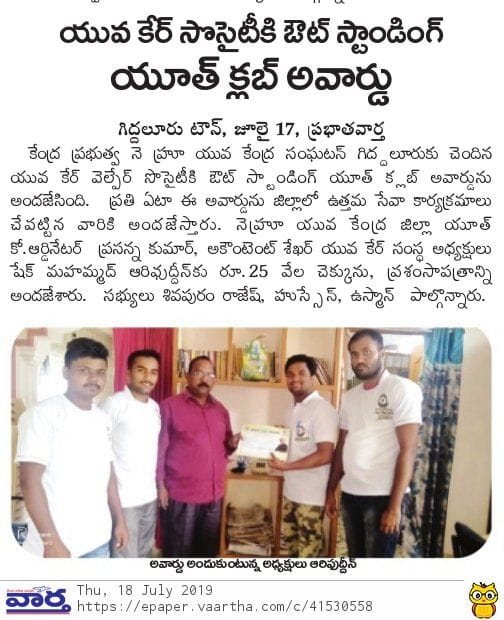 యువ కేర్ సొసైటీకి ఔట్ స్టాండింగ్
యూత్ క్లబ్ అవార్డు
గిద్దలూరు టౌన్, జూలై 17, ప్రభాతవార్త
కేంద్ర ప్రభుత్వ నె హ్రూ యువ కేంద్ర సంఘటన్ గిద్దలూరుకు చెందిన
యువ కేర్ వెల్ఫేర్ సొసైటీకి ఔట్ స్టాండింగ్ యూత్ క్లబ్ అవార్డును
అందజేసింది. ప్రతి ఏటా ఈ అవార్డును జిల్లాలో ఉత్తమ సేవా కార్యక్రమాలు
చేవట్టిన వారికి అందజేస్తారు. నెహ్రూ యువ కేంద్ర జిల్లా యూత్
కో.ఆర్డినేటర్ ప్రసన్న కుమార్, అకౌంటెంట్ శేఖర్ యువ కేర్ సంస్థ అధ్యక్షులు
షేక్ మహమ్మద్ ఆరిఫుద్దీన్‌కు రూ. 25 వేల చెక్కును, ప్రశంసాపత్రాన్ని
అందజేశారు. సభ్యులు శివపురం రాజేష్, హుస్సేన్, ఉస్మాన్ పాల్గొన్నారు.
అవార్డు అందుకుంటున్న అధ్యక్షులు ఆరిఫుద్దీన్
వార్త Thu, 18 July 2019
https://epaper.vaartha.com/c/41530558